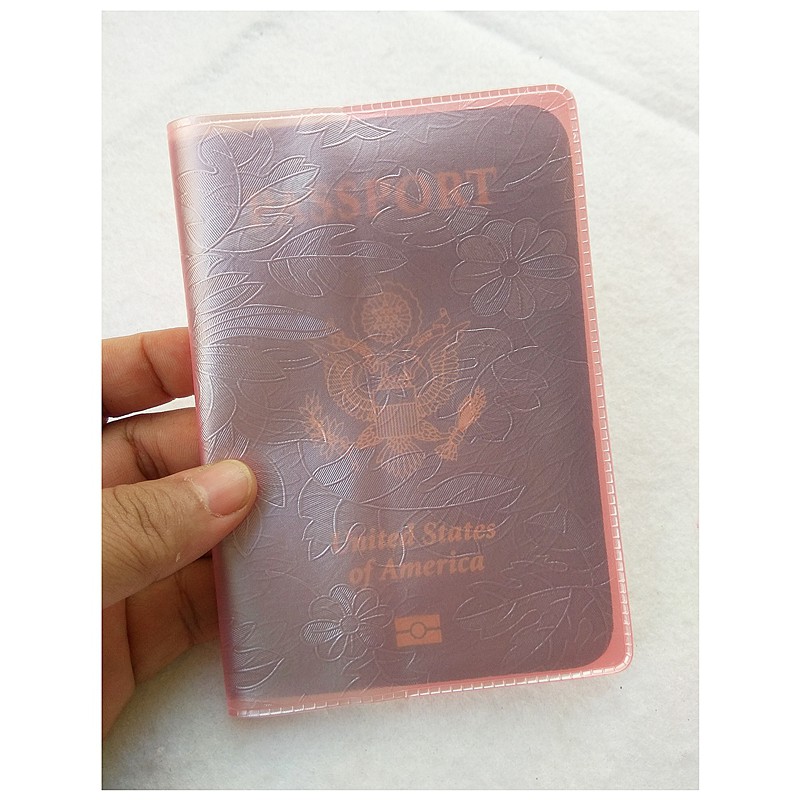 PASSPORT
United States
of America